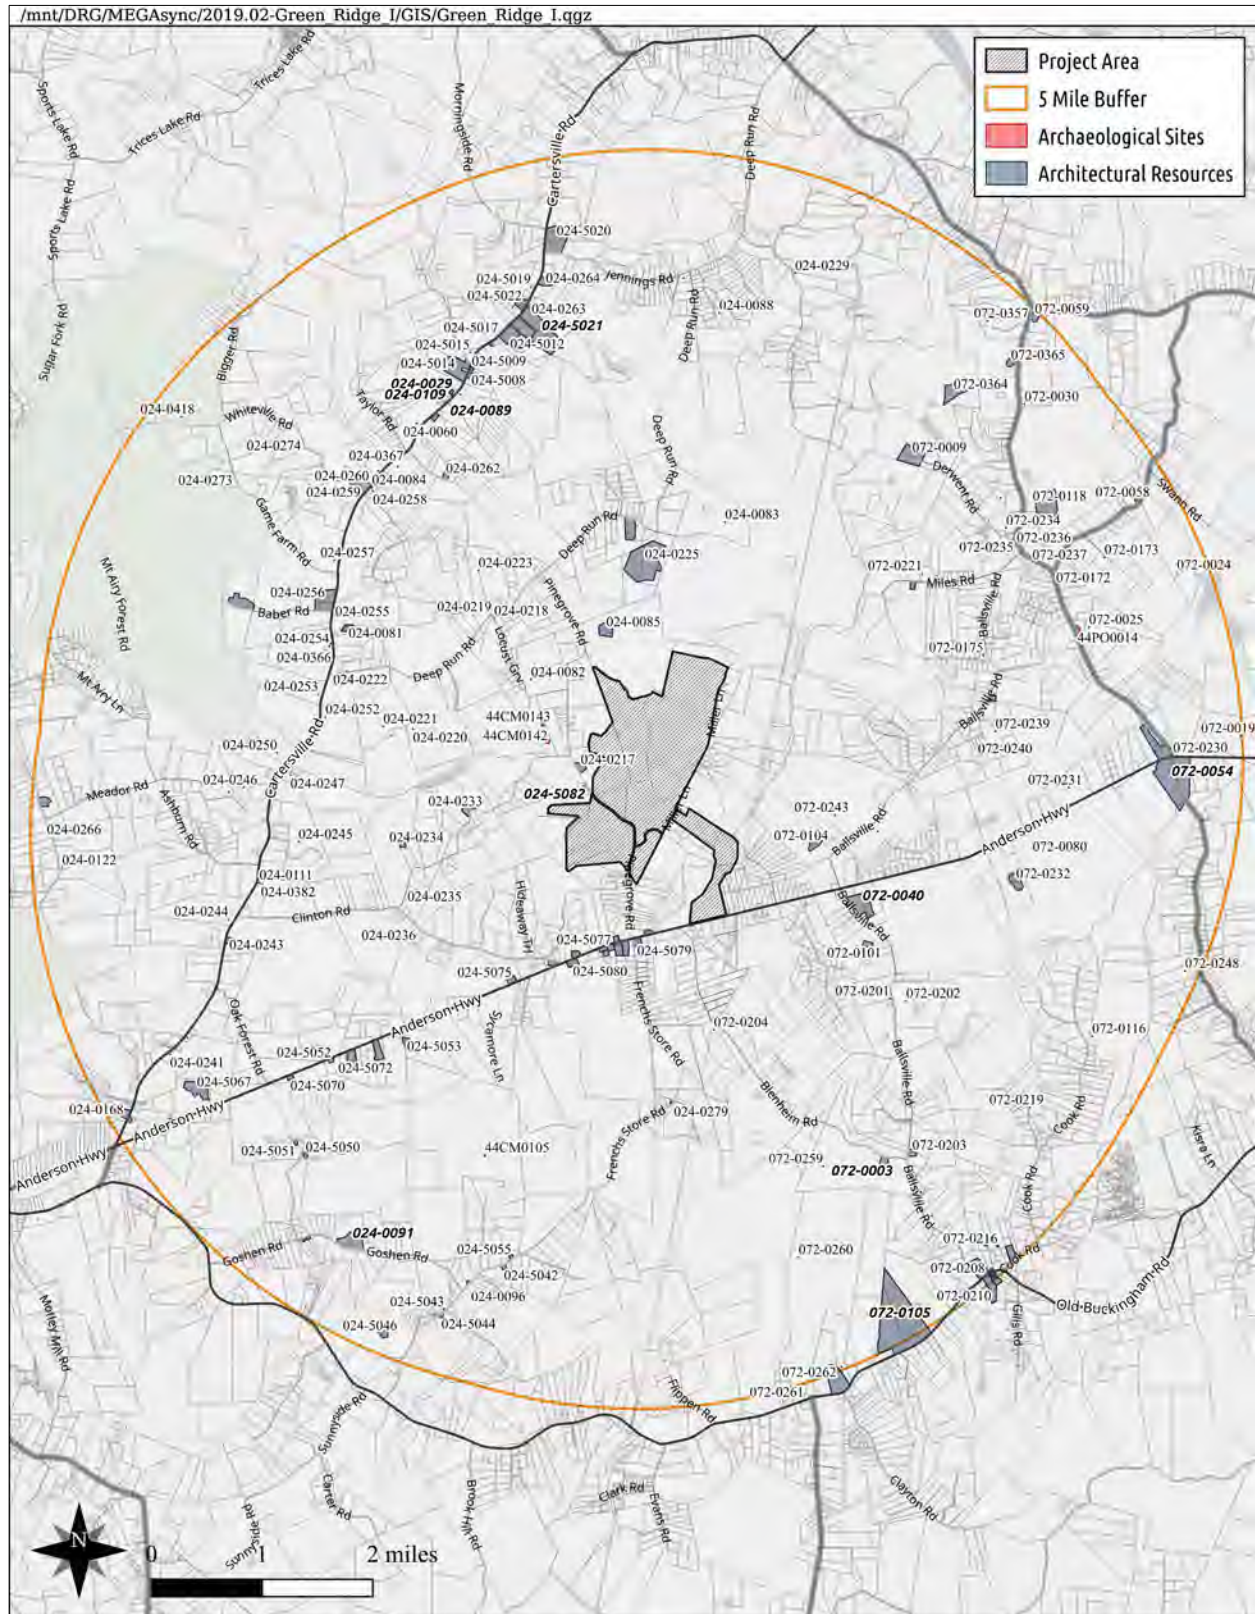 /mnt/DRG/MEGAsync/2019.02-Green_Ridge_I/GIS/Green_Ridge_I.qgz
Project Area
5 Mile Buffer
Archaeological Sites
Architectural Resources
Trices Lake Rd
Sports Lake Rd
Trices Lake Rd
Morningside Rd
Cartersville Rd
Deep Run Rd
Sports Lake Rd
024-5020
024-0229
024-5019
024-0264
Jennings Rd
024-5022
024-0263
024-0088
Sugar Fork Rd
Bigger Rd
024-5017
024-5021
Deep Run Rd
072-0357
072-0059
024-5015
024-5012
024-5014
024-5009
072-0365
024-0029
024-5008
072-0364
024-0109
072-0030
024-0418
024-0089
Whiteville Rd
Taylor Rd
024-0060
Deep Run Rd
024-0274
072-0009
024-0367
Derwent Rd
024-0273
024-0260
024-0084
024-0262
Swann Rd
024-0259
024-0258
072-0118
072-0058
Game Farm Rd
Deep Run Rd
024-0083
072-0234
072-0236
024-0257
072-0235
072-0237
072-0173
Mt Airy Forest Rd
024-0223
024-0225
072-0221
Miles Rd
072-0172
072-0024
024-0256
Pinegrove Rd
Ballsville Rd
Baber Rd
024-0255
024-0219
024-0218
024-0085
072-0025
024-0254
024-0081
44PO0014
024-0366
Locust Grv
072-0175
Mt Airy Ln
024-0253
024-0222
Deep Run Rd
024-0082
Miller Ln
Ballsville Rd
024-0252
024-0221
44CM0143
072-0239
072-0019
Cartersville Rd
024-0250
024-0220
44CM0142
072-0240
072-0230
024-0217
072-0054
Meador Rd
024-0246
024-0247
024-5082
072-0231
Ashburn Rd
024-0233
Miller Ln
072-0243
024-0266
024-0245
024-0234
072-0104
Ballsville Rd
Anderson Hwy
072-0080
024-0122
024-0111
072-0232
024-0382
024-0235
Hideaway Trl
072-0040
024-0244
Clinton Rd
Ballsville Rd
024-0243
024-0236
024-5077
024-5079
072-0101
024-5075
024-5080
072-0248
Oak Forest Rd
Anderson Hwy
Frenchs Store Rd
072-0201
072-0202
Sycamore Ln
072-0204
072-0116
024-0241
024-5052
024-5053
Ballsville Rd
024-5067
024-5072
024-5070
Blenheim Rd
072-0219
024-0168
Anderson Hwy
Frenchs Store Rd
024-0279
Cook Rd
Anderson Hwy
024-5051
024-5050
44CM0105
072-0259
072-0203
Kisra Ln
072-0003
Ballsville Rd
Cook Rd
024-0091
Goshen Rd
Goshen Rd
024-5055
072-0260
072-0216
Cook Rd
024-5042
072-0208
024-0096
072-0210
Old Buckingham Rd
Motley Mill Rd
024-5043
072-0105
Gills Rd
024-5046
024-5044
072-0262
072-0261
Flippen Rd
Sunnyside Rd
Carter Rd
Brook Hill Rd
Clark Rd
Evans Rd
Clayton Rd
Sunny Side Rd
N
0 1 2 miles